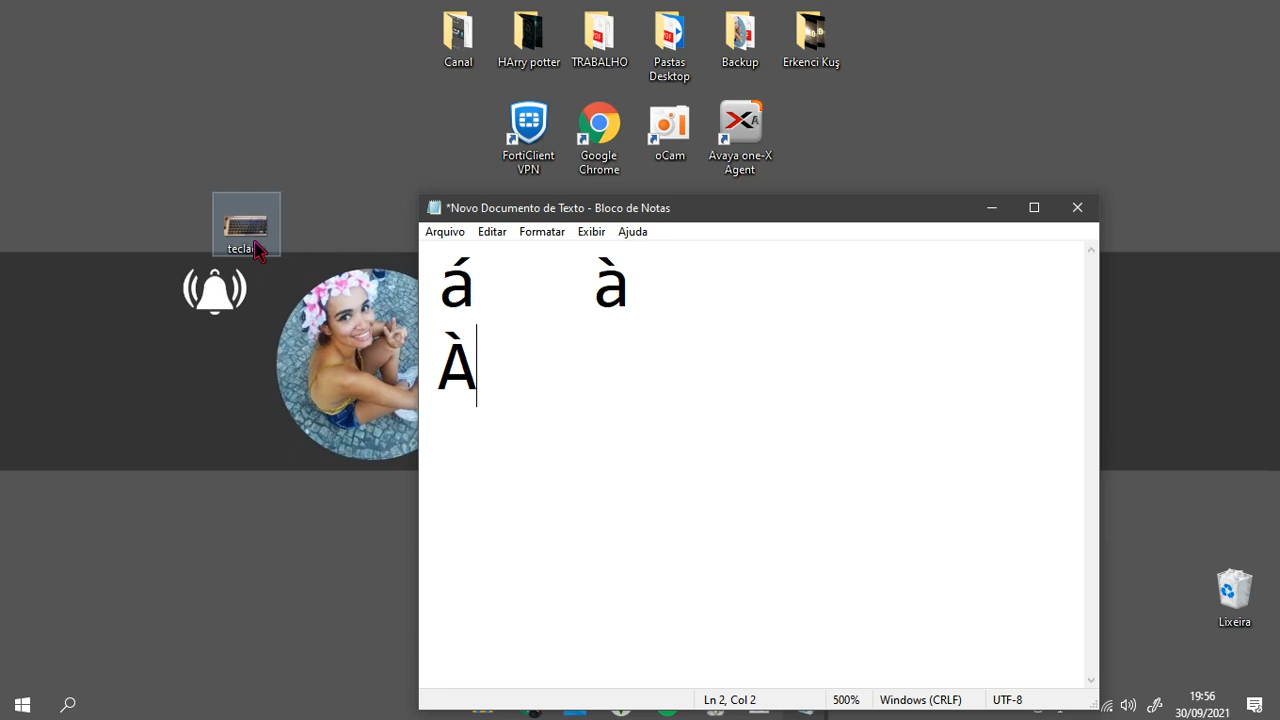 Canal
HArry potter
TRABALHO
Pastas
Desktop
Backup
Erkenci Kuş
FortiClient
VPN
Google
Chrome
oCam
Avaya one-X
Agent
*Novo Documento de Texto - Bloco de Notas
Arquivo Editar Formatar Exibir Ajuda
á à
À
Lixeira
Ln 2, Col 2 500% Windows (CRLF) UTF-8
19:56
30/09/2021